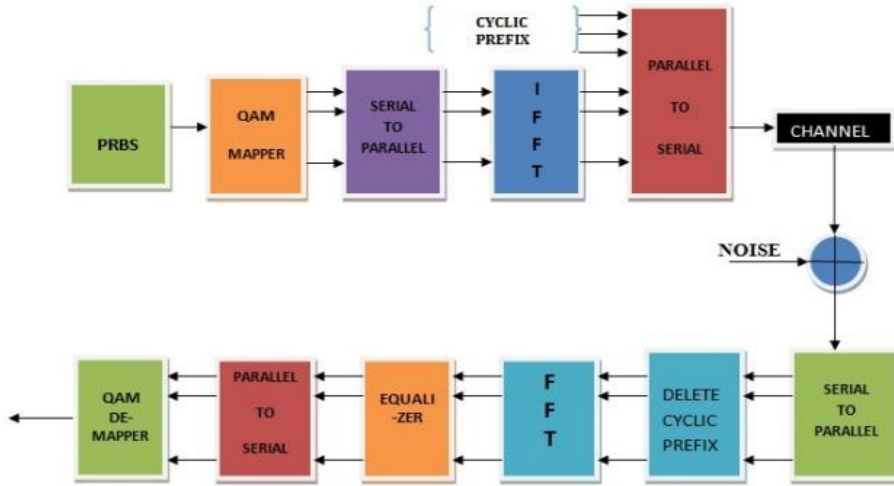 CYCLIC
PREFIX
PRBS
QAM
MAPPER
SERIAL
TO
PARALLEL
I
F
F
T
PARALLEL
TO
SERIAL
CHANNEL
NOISE
QAM
DE-
MAPPER
PARALLEL
TO
SERIAL
EQUALI
-ZER
F
F
T
DELETE
CYCLIC
PREFIX
SERIAL
TO
PARALLEL